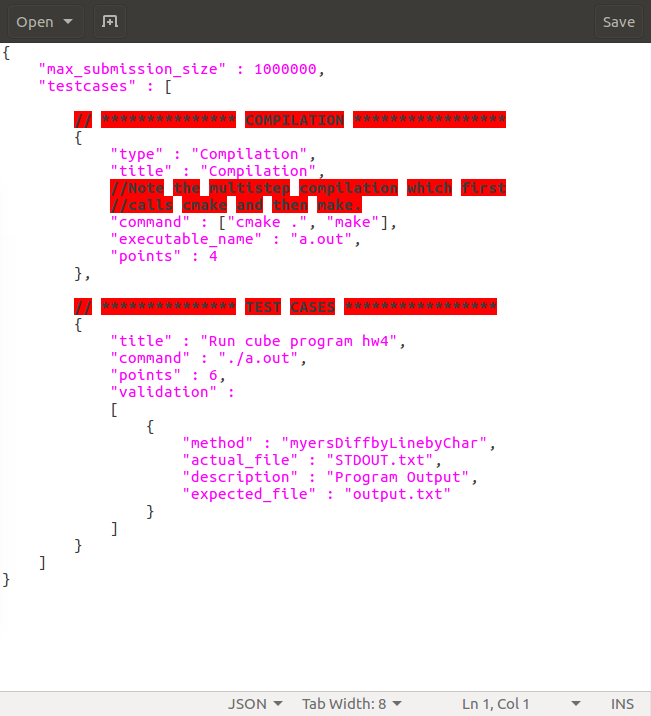 Open Save
{
    "max_submission_size" : 1000000,
    "testcases" : [
        // *************** COMPILATION *****************
        {
            "type" : "Compilation",
            "title" : "Compilation",
            //Note the multistep compilation which first
            //calls cmake and then make.
            "command" : ["cmake .", "make"],
            "executable_name" : "a.out",
            "points" : 4
        },
        // *************** TEST CASES *****************
        {
            "title" : "Run cube program hw4",
            "command" : "./a.out",
            "points" : 6,
            "validation" :
            [
                {
                    "method" : "myersDiffbyLinebyChar",
                    "actual_file" : "STDOUT.txt",
                    "description" : "Program Output",
                    "expected_file" : "output.txt"
                }
            ]
        }
    ]
}
JSON Tab Width: 8 Ln 1, Col 1 INS